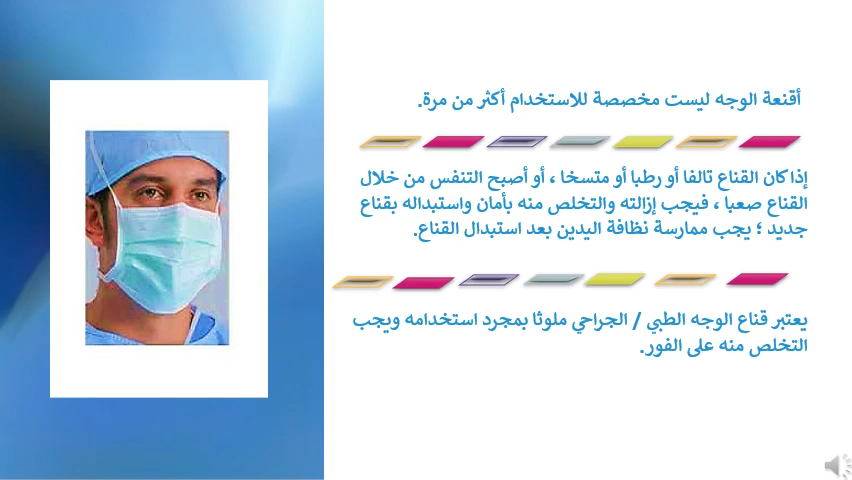 أقنعة الوجه ليست مخصصة للاستخدام أكثر من مرة.
إذا كان القناع تالفا أو رطبا أو متسخا ، أو أصبح التنفس من خلال
القناع صعبا ، فيجب إزالته والتخلص منه بأمان واستبداله بقناع
جديد ؛ يجب ممارسة نظافة اليدين بعد استبدال القناع.
يعتبر قناع الوجه الطبي / الجراحي ملوثا بمجرد استخدامه ويجب
التخلص منه على الفور.